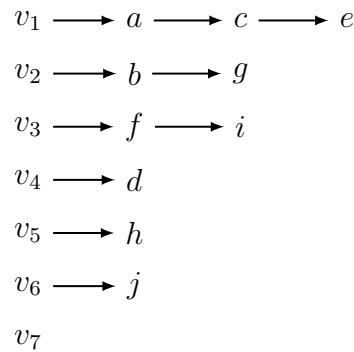 v₁ ⟶ a ⟶ c ⟶ e
v₂ ⟶ b ⟶ g
v₃ ⟶ f ⟶ i
v₄ ⟶ d
v₅ ⟶ h
v₆ ⟶ j
v₇